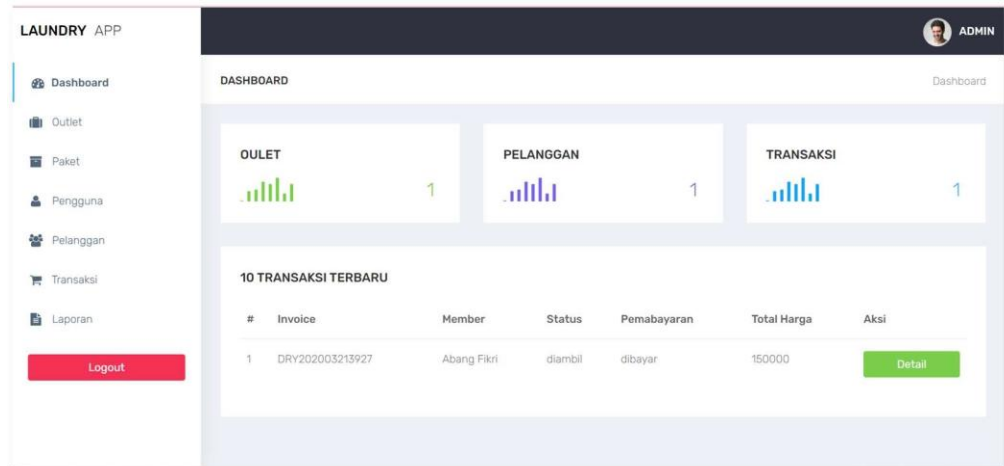 LAUNDRY APP
ADMIN
Dashboard
Outlet
Paket
Pengguna
Pelanggan
Transaksi
Laporan
Logout
DASHBOARD
Dashboard
OULET
1
PELANGGAN
1
TRANSAKSI
1
10 TRANSAKSI TERBARU
# Invoice Member Status Pemabayaran Total Harga Aksi
1 DRY202003213927 Abang Fikri diambil dibayar 150000 Detail